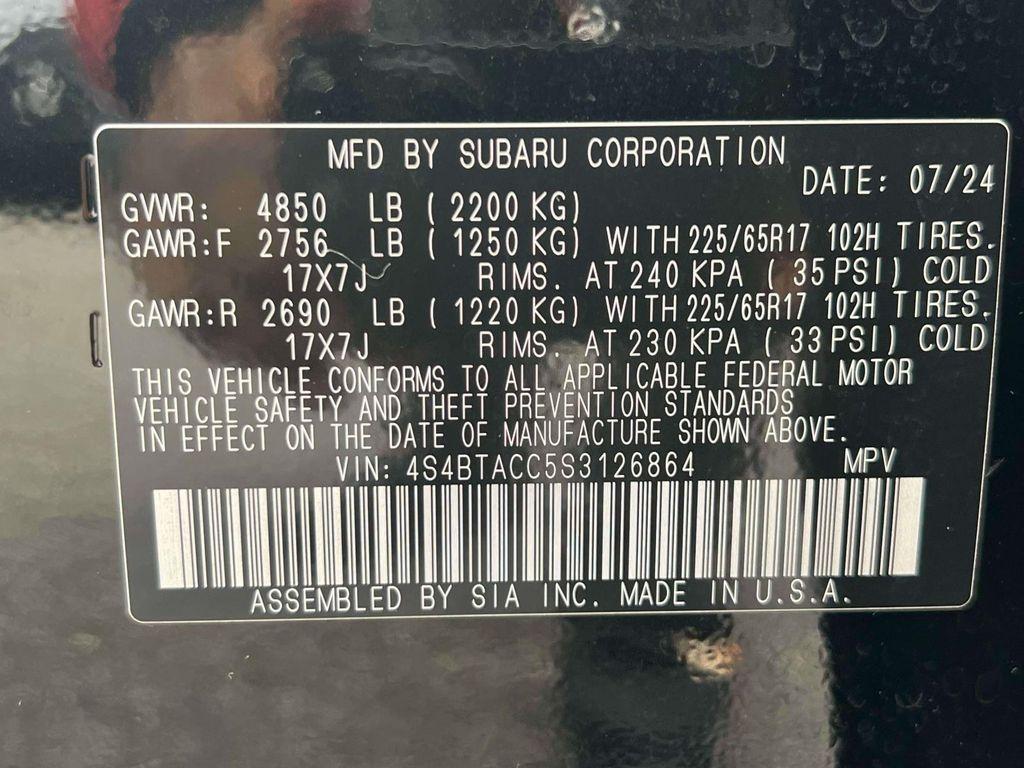 MFD BY SUBARU CORPORATION
DATE: 07/24
GVWR: 4850 LB ( 2200 KG)
GAWR:F 2756 LB ( 1250 KG) WITH 225/65R17 102H TIRES.
17X7J RIMS. AT 240 KPA ( 35 PSI) COLD
GAWR:R 2690 LB ( 1220 KG) WITH 225/65R17 102H TIRES.
17X7J RIMS. AT 230 KPA ( 33 PSI) COLD
THIS VEHICLE CONFORMS TO ALL APPLICABLE FEDERAL MOTOR
VEHICLE SAFETY AND THEFT PREVENTION STANDARDS
IN EFFECT ON THE DATE OF MANUFACTURE SHOWN ABOVE.
VIN: 4S4BTACC5S3126864 MPV
ASSEMBLED BY SIA INC. MADE IN U.S.A.